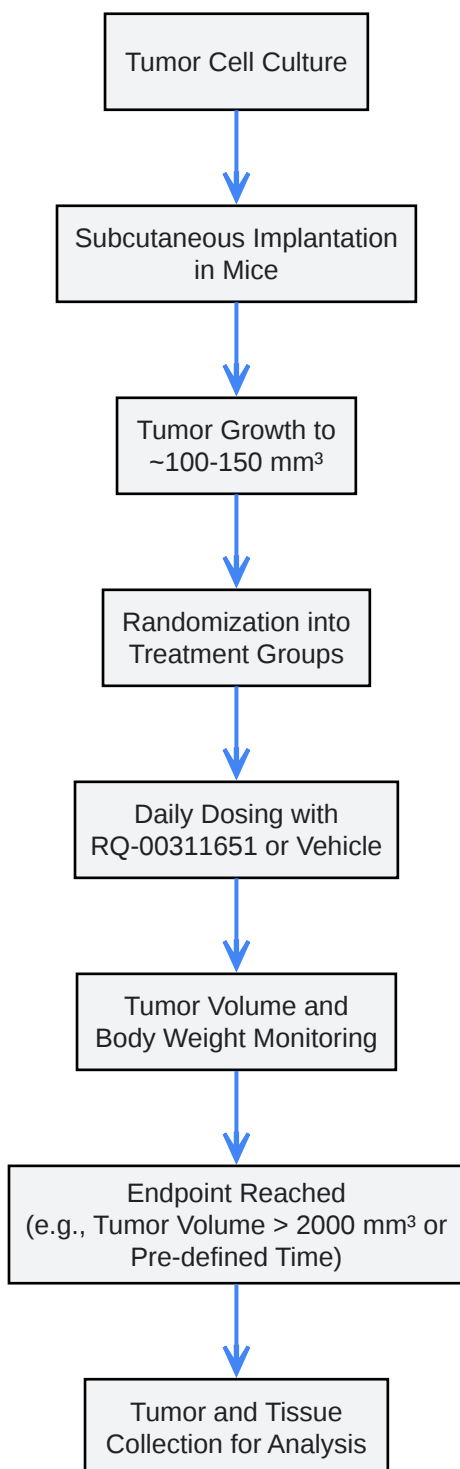 Tumor Cell Culture
Subcutaneous Implantation
in Mice
Tumor Growth to
~100-150 mm³
Randomization into
Treatment Groups
Daily Dosing with
RQ-00311651 or Vehicle
Tumor Volume and
Body Weight Monitoring
Endpoint Reached
(e.g., Tumor Volume > 2000 mm³ or
Pre-defined Time)
Tumor and Tissue
Collection for Analysis